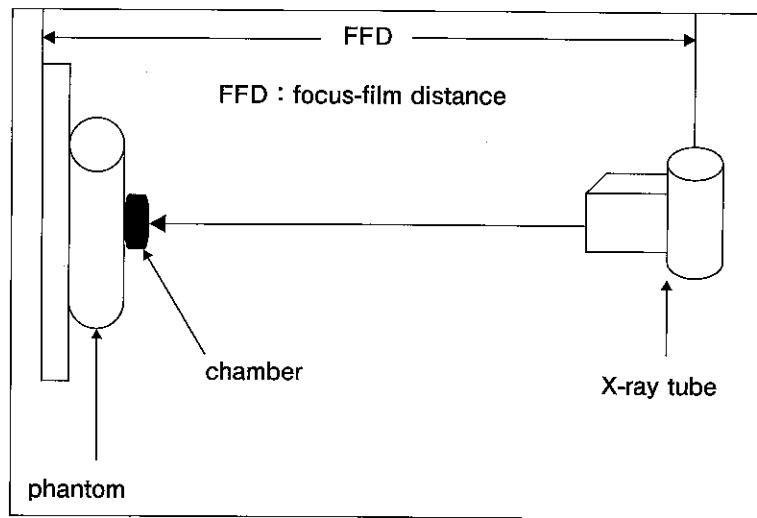 FFD
FFD : focus-film distance
chamber
X-ray tube
phantom